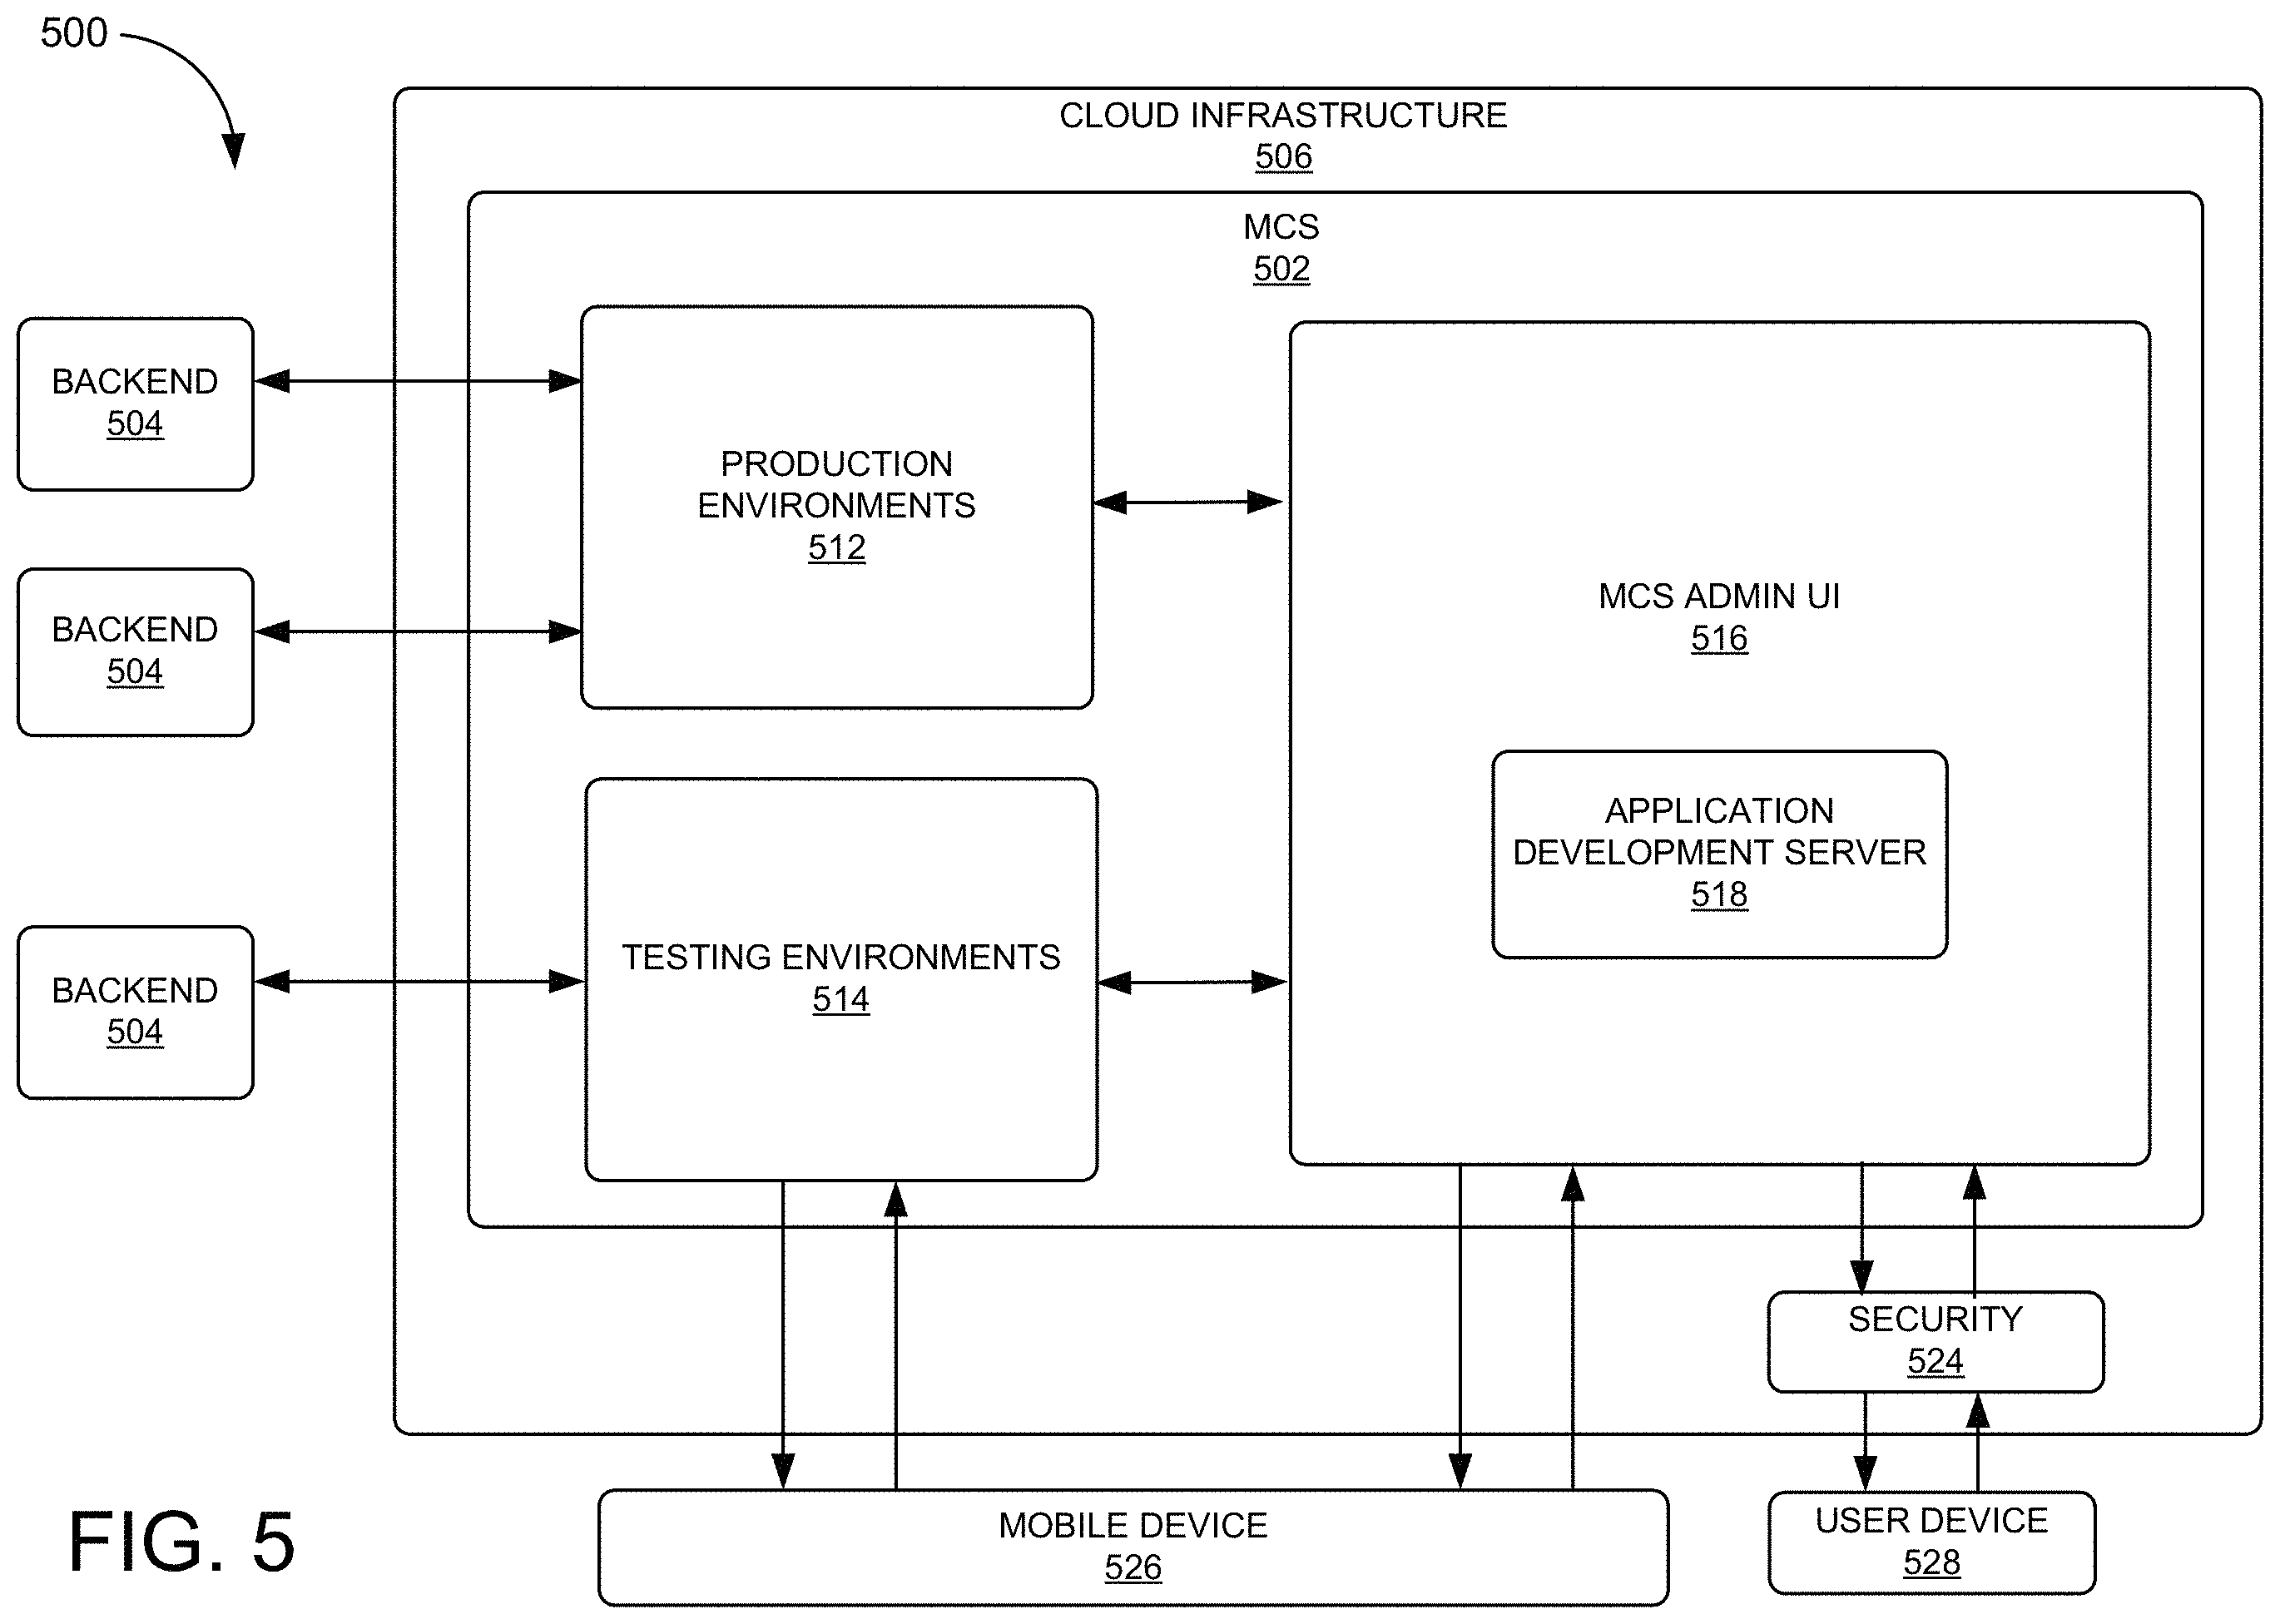 500
CLOUD INFRASTRUCTURE
506
MCS
502
BACKEND
504
PRODUCTION
ENVIRONMENTS
512
BACKEND
504
MCS ADMIN UI
516
APPLICATION
DEVELOPMENT SERVER
518
BACKEND
504
TESTING ENVIRONMENTS
514
SECURITY
524
MOBILE DEVICE
526
USER DEVICE
528
FIG. 5